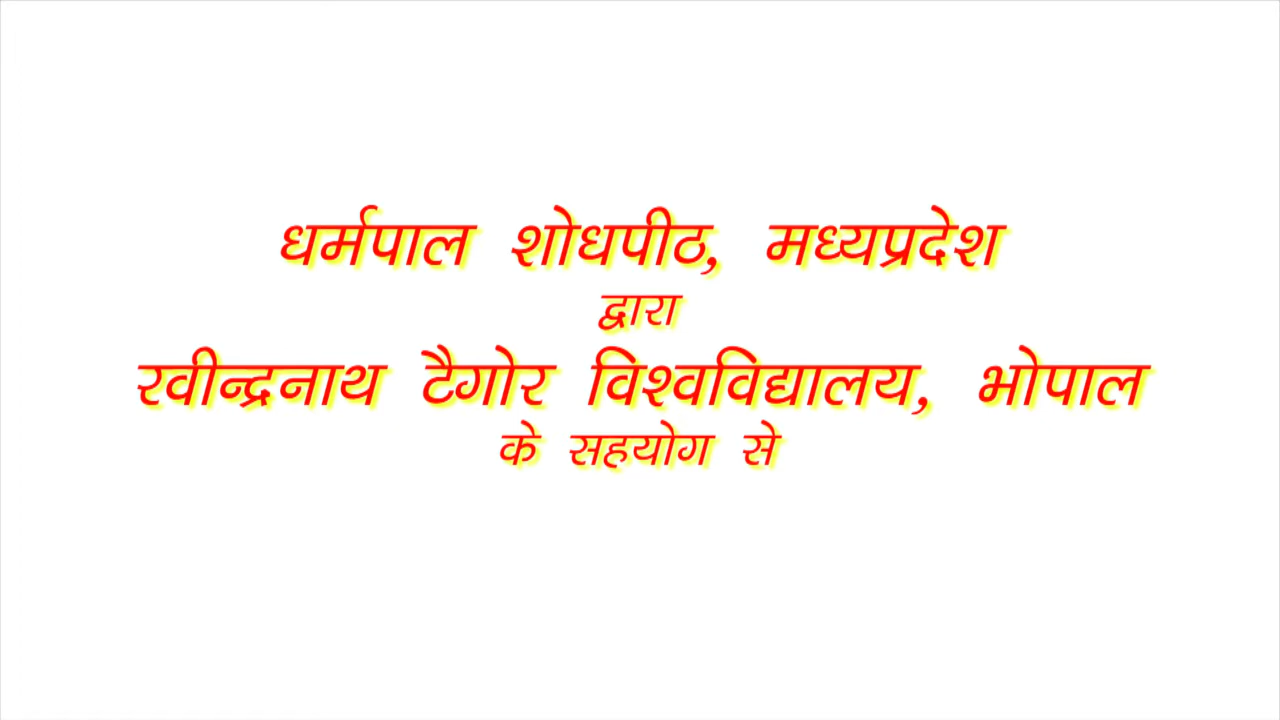 धर्मपाल शोधपीठ, मध्यप्रदेश
द्वारा
रवीन्द्रनाथ टैगोर विश्वविद्यालय, भोपाल
के सहयोग से